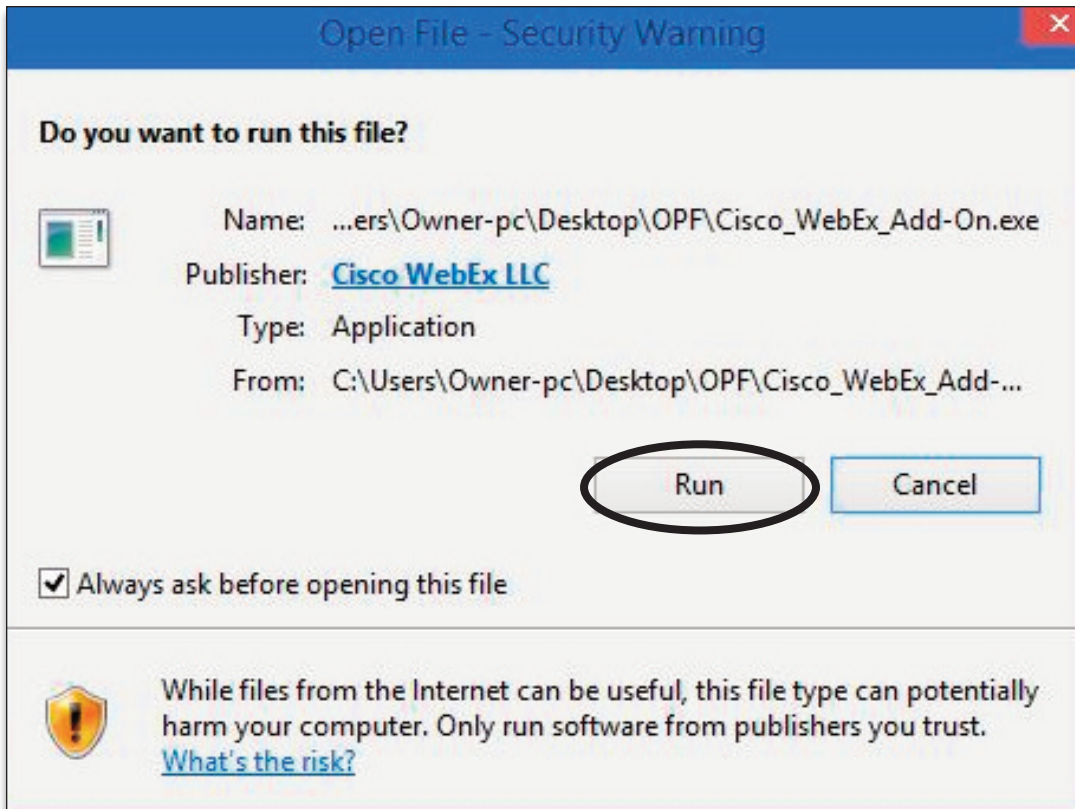 Open File - Security Warning
Do you want to run this file?
Name: ...ers\Owner-pc\Desktop\OPF\Cisco_WebEx_Add-On.exe
Publisher: Cisco WebEx LLC
Type: Application
From: C:\Users\Owner-pc\Desktop\OPF\Cisco_WebEx_Add-...
Run Cancel
Always ask before opening this file
While files from the Internet can be useful, this file type can potentially
harm your computer. Only run software from publishers you trust.
What's the risk?